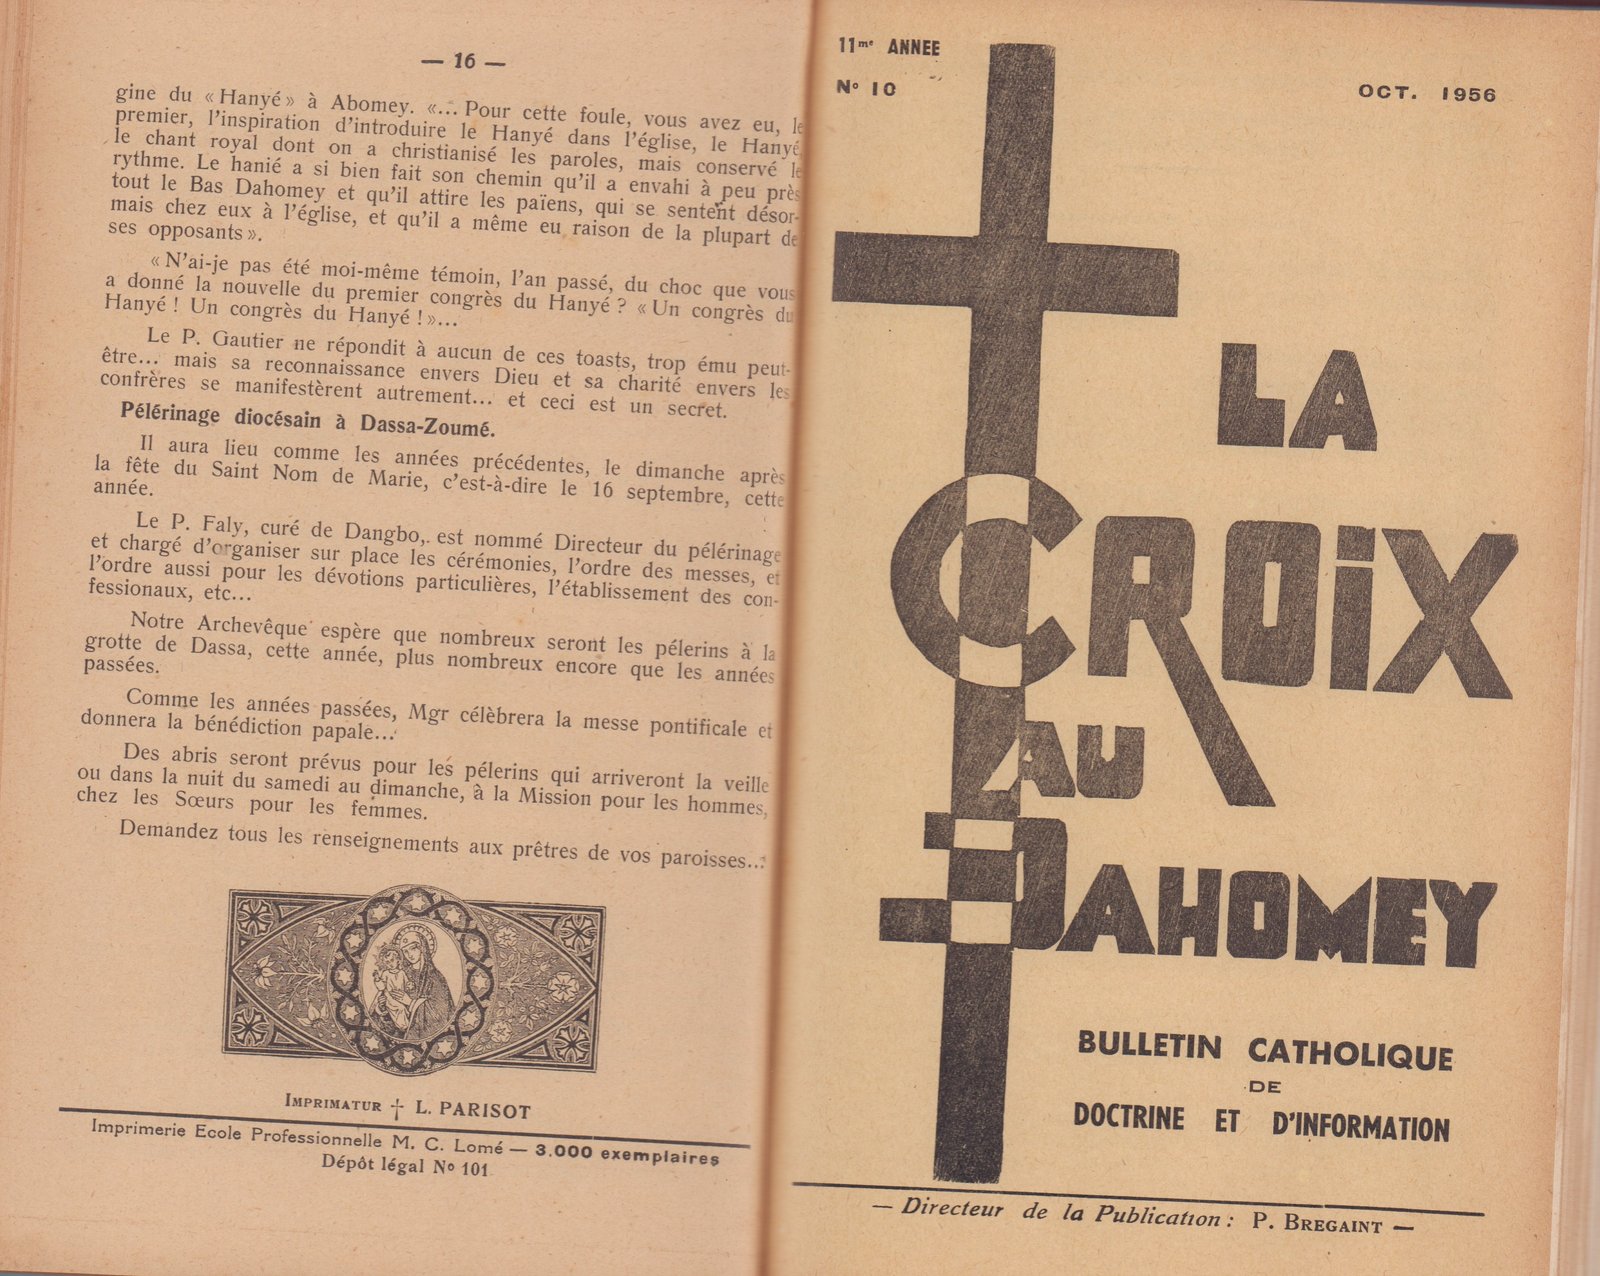 — 16 —
gine du « Hanyé » à Abomey. «... Pour cette foule, vous avez eu, le
premier, l'inspiration d'introduire le Hanyé dans l'église, le Hanyé,
le chant royal dont on a christianisé les paroles, mais conservé le
rythme. Le hanié a si bien fait son chemin qu'il a envahi à peu près
tout le Bas Dahomey et qu'il attire les païens, qui se sentent désor-
mais chez eux à l'église, et qu'il a même eu raison de la plupart de
ses opposants ».
« N'ai-je pas été moi-même témoin, l'an passé, du choc que vous
a donné la nouvelle du premier congrès du Hanyé ? « Un congrès du
Hanyé ! Un congrès du Hanyé ! »...
Le P. Gautier ne répondit à aucun de ces toasts, trop ému peut-
être... mais sa reconnaissance envers Dieu et sa charité envers les
confrères se manifestèrent autrement... et ceci est un secret.
Pélérinage diocésain à Dassa-Zoumé.
Il aura lieu comme les années précédentes, le dimanche après
la fête du Saint Nom de Marie, c'est-à-dire le 16 septembre, cette
année.
Le P. Faly, curé de Dangbo, est nommé Directeur du pélérinage
et chargé d'organiser sur place les cérémonies, l'ordre des messes, et
l'ordre aussi pour les dévotions particulières, l'établissement des con-
fessionaux, etc...
Notre Archevêque espère que nombreux seront les pélerins à la
grotte de Dassa, cette année, plus nombreux encore que les années
passées.
Comme les années passées, Mgr célèbrera la messe pontificale et
donnera la bénédiction papale...
Des abris seront prévus pour les pélerins qui arriveront la veille
ou dans la nuit du samedi au dimanche, à la Mission pour les hommes,
chez les Sœurs pour les femmes.
Demandez tous les renseignements aux prêtres de vos paroisses...
IMPRIMATUR † L. PARISOT
Imprimerie Ecole Professionnelle M. C. Lomé — 3.000 exemplaires
Dépôt légal N° 101
11me ANNEE
N° 10
OCT. 1956
LA
CROIX
AU
DAHOMEY
BULLETIN CATHOLIQUE
DE
DOCTRINE ET D'INFORMATION
— Directeur de la Publication : P. BREGAINT —